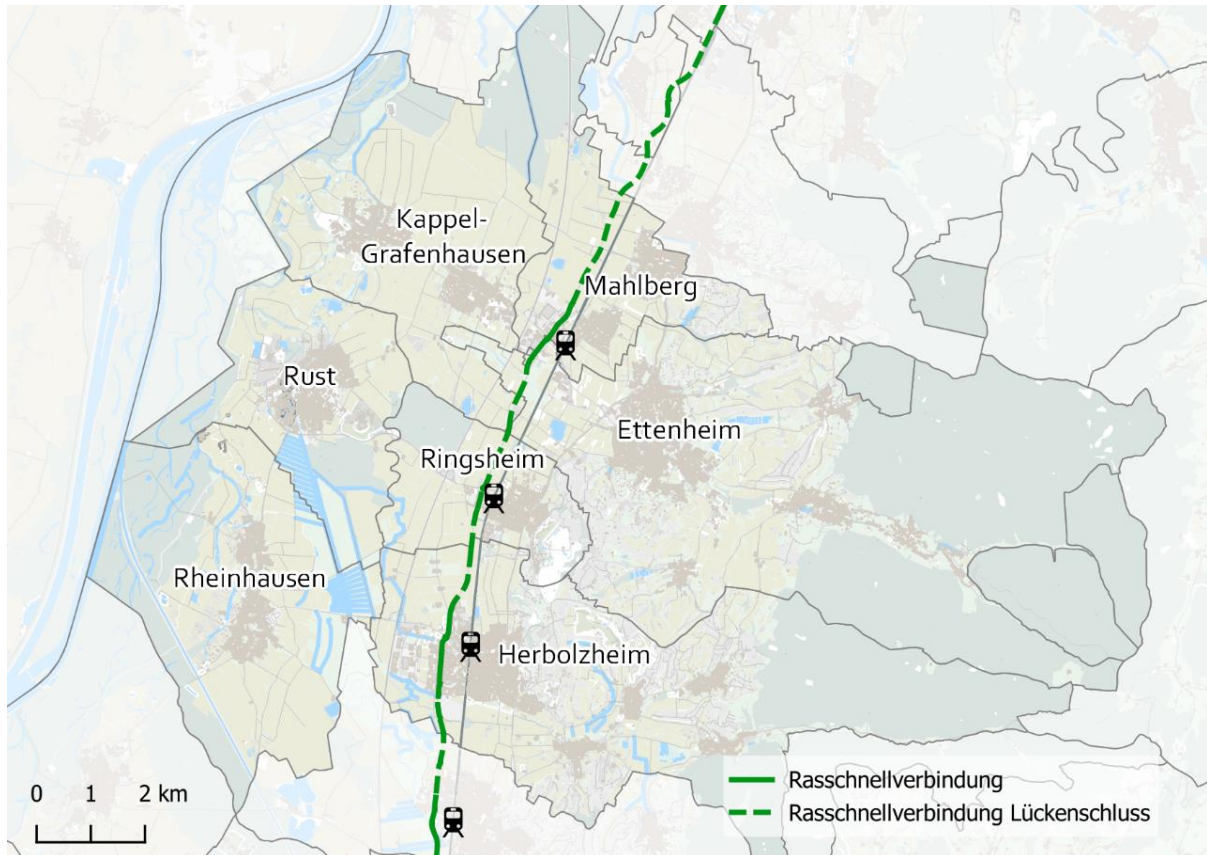 Kappel-
Grafenhausen
Mahlberg
Rust
Ettenheim
Ringsheim
Rheinhausen
Herbolzheim
0 1 2 km
Rasschnellverbindung
Rasschnellverbindung Lückenschluss